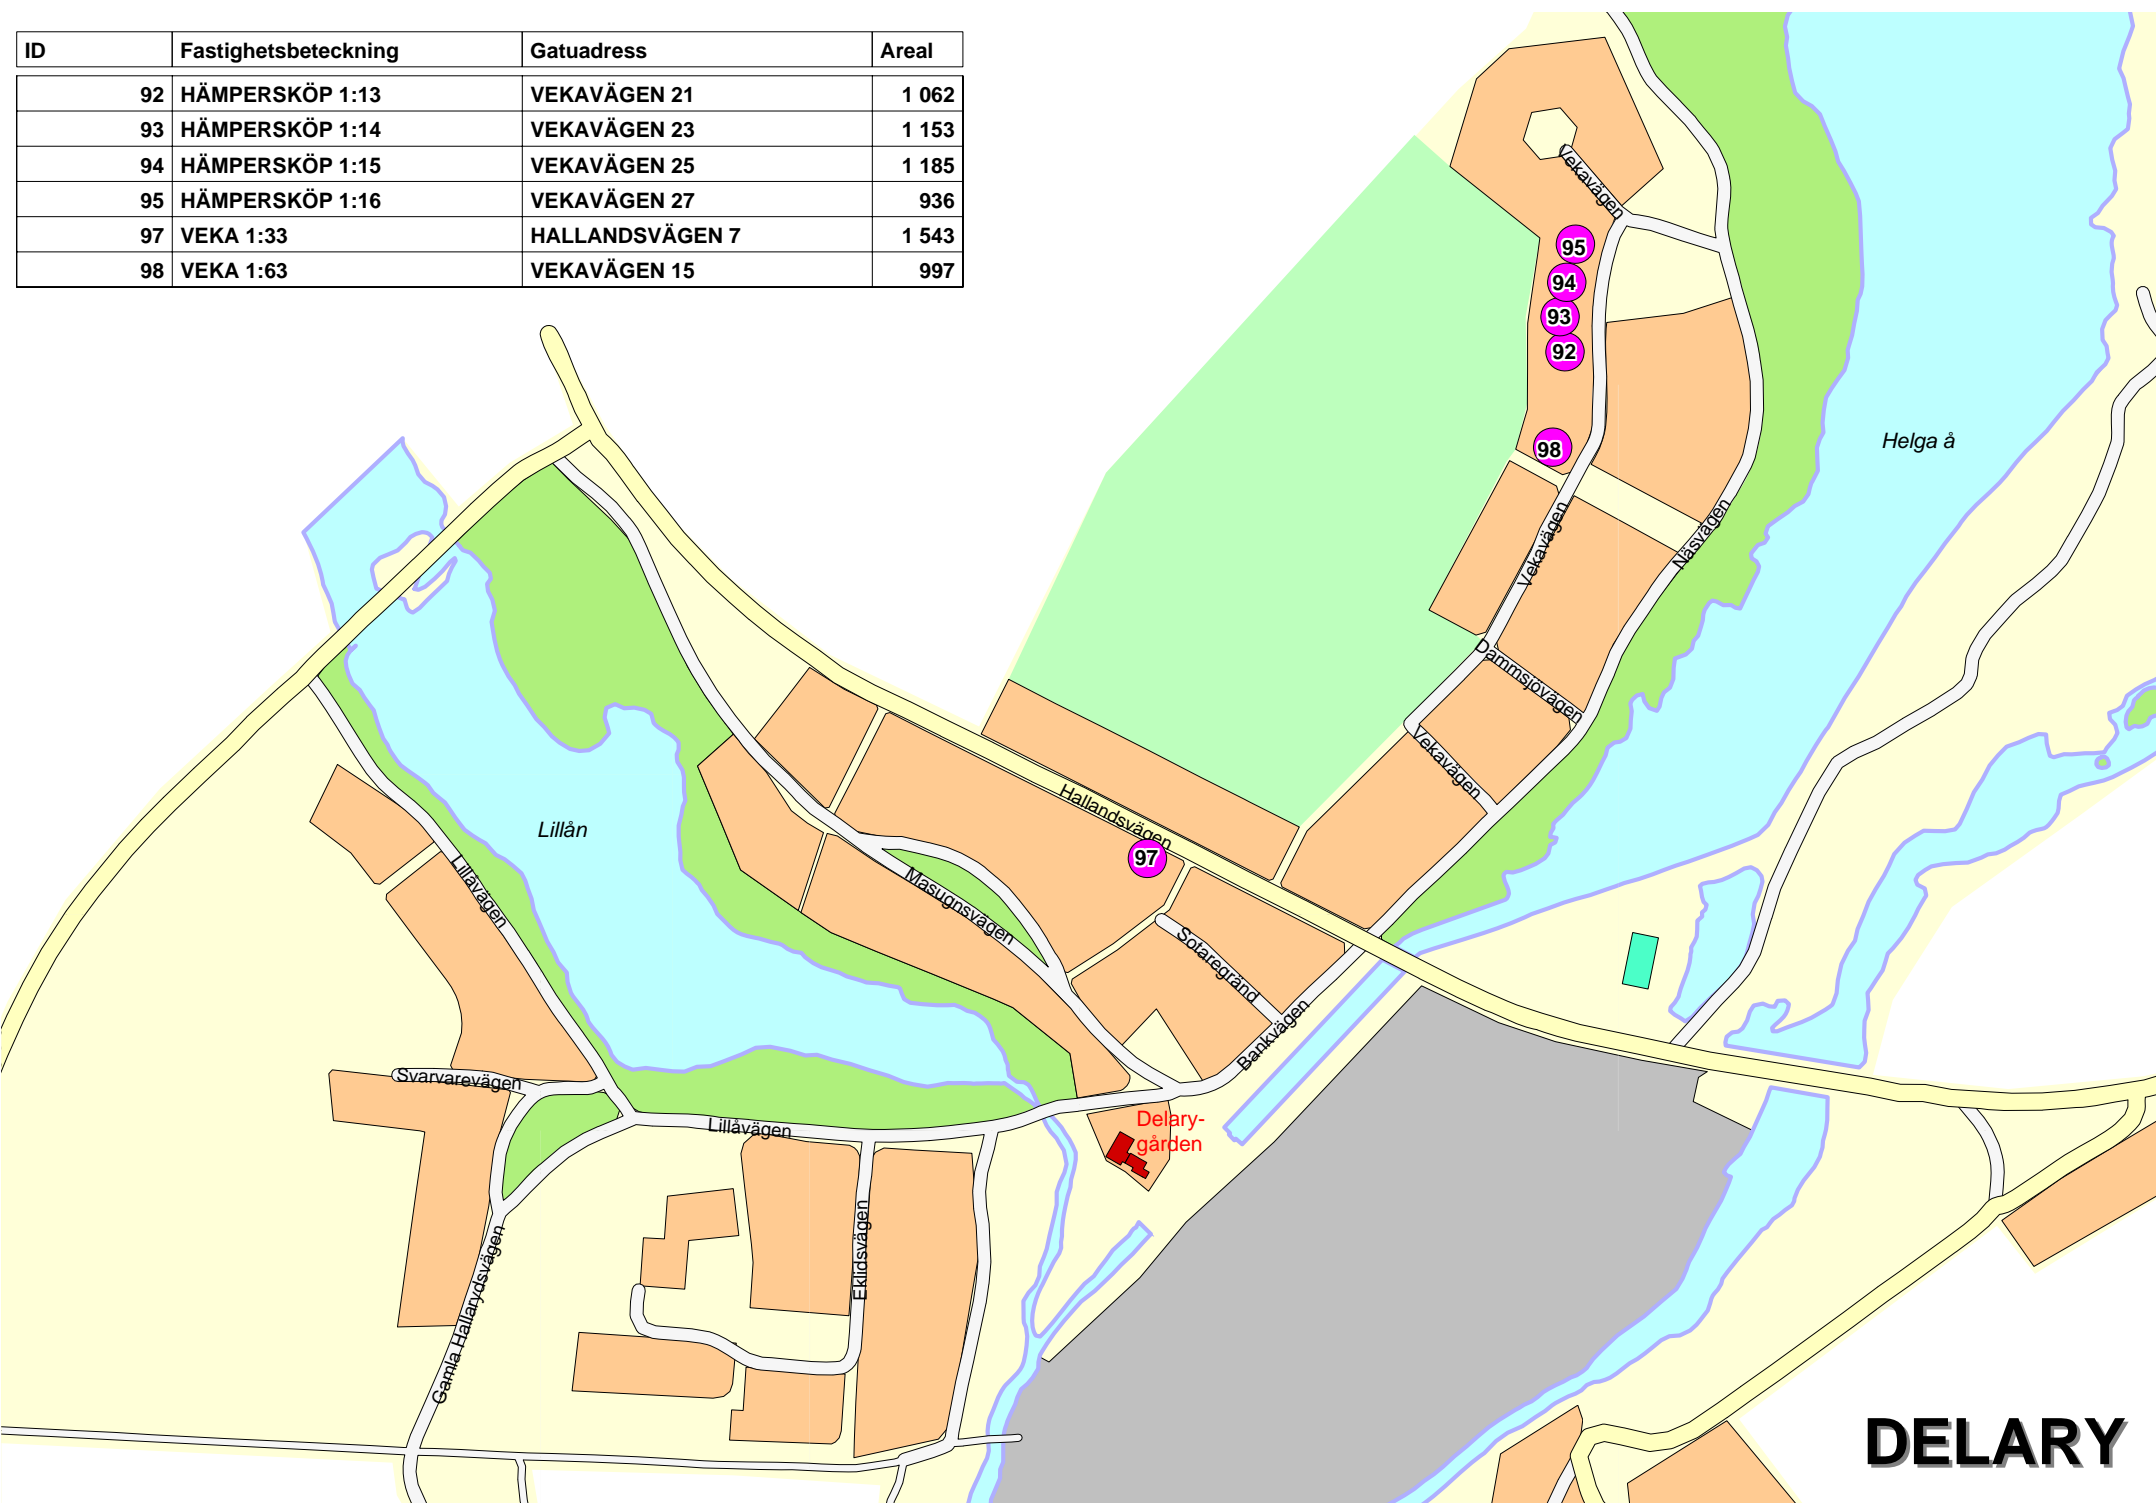 ID Fastighetsbeteckning Gatuadress Areal
92 HÄMPERSKÖP 1:13 VEKAVÄGEN 21 1 062
93 HÄMPERSKÖP 1:14 VEKAVÄGEN 23 1 153
94 HÄMPERSKÖP 1:15 VEKAVÄGEN 25 1 185
95 HÄMPERSKÖP 1:16 VEKAVÄGEN 27 936
97 VEKA 1:33 HALLANDSVÄGEN 7 1 543
98 VEKA 1:63 VEKAVÄGEN 15 997
Vekavägen
95
94
93
92
98
Helga å
Vekavägen
Näsvägen
Dammsjövägen
Vekavägen
Hallandsvägen
Lillån
97
Lillåvägen
Masugnsvägen
Sotaregränd
Bankvägen
Svarvarevägen
Lillåvägen
Delary-
gården
Eklidsvägen
Gamla Hallarydsvägen
DELARY